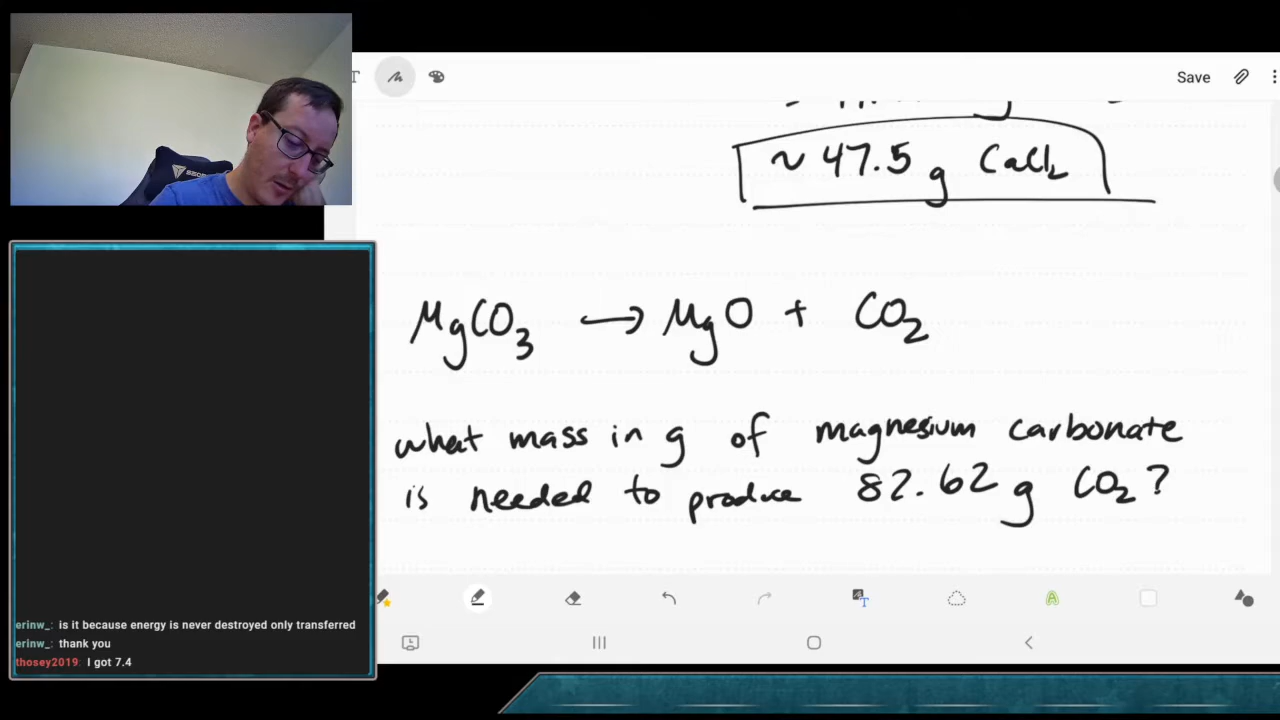 T
Save
~ 47.5 g CaCl2
MgCO3 → MgO + CO2
what mass in g of magnesium carbonate
is needed to produce 82.62 g CO2?
erinw_: is it because energy is never destroyed only transferred
erinw_: thank you
thosey2019: I got 7.4